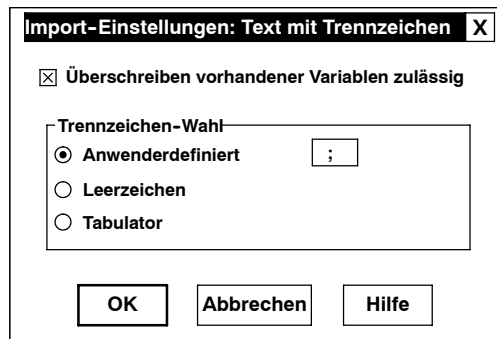 Import-Einstellungen: Text mit Trennzeichen X
Überschreiben vorhandener Variablen zulässig
Trennzeichen-Wahl
Anwenderdefiniert ;
Leerzeichen
Tabulator
OK Abbrechen Hilfe